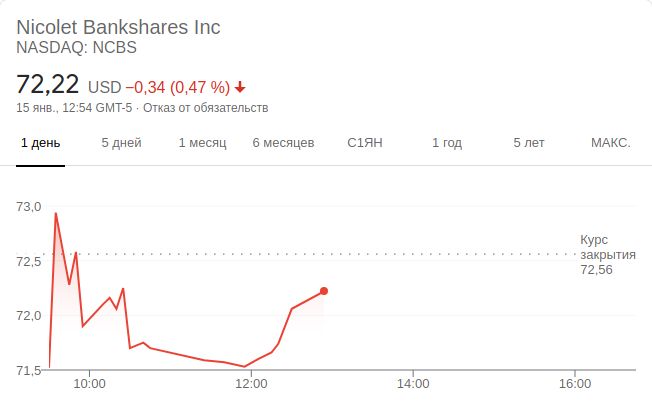 Nicolet Bankshares Inc
NASDAQ: NCBS
72,22 USD −0,34 (0,47 %)
15 янв., 12:54 GMT-5 · Отказ от обязательств
1 день 5 дней 1 месяц 6 месяцев С1ЯН 1 год 5 лет МАКС.
73,0
Курс
закрытия
72,5
72,56
72,0
71,5
10:00 12:00 14:00 16:00